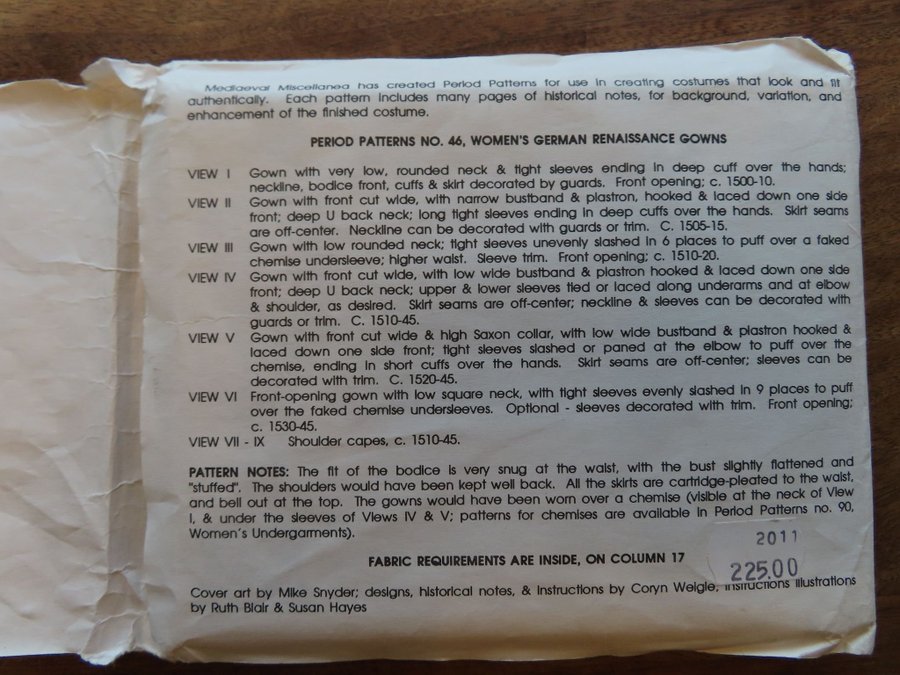 Mediaeval Miscellanea has created Period Patterns for use in creating costumes that look and fit
authentically. Each pattern includes many pages of historical notes, for background, variation, and
enhancement of the finished costume.
PERIOD PATTERNS NO. 46, WOMEN'S GERMAN RENAISSANCE GOWNS
VIEW I Gown with very low, rounded neck & tight sleeves ending in deep cuff over the hands;
neckline, bodice front, cuffs & skirt decorated by guards. Front opening; c. 1500-10.
VIEW II Gown with front cut wide, with narrow bustband & plastron, hooked & laced down one side
front; deep U back neck; long tight sleeves ending in deep cuffs over the hands. Skirt seams
are off-center. Neckline can be decorated with guards or trim. C. 1505-15.
VIEW III Gown with low rounded neck; tight sleeves unevenly slashed in 6 places to puff over a faked
chemise undersleeve; higher waist. Sleeve trim. Front opening; c. 1510-20.
VIEW IV Gown with front cut wide, with low wide bustband & plastron hooked & laced down one side
front; deep U back neck; upper & lower sleeves tied or laced along underarms and at elbow
& shoulder, as desired. Skirt seams are off-center; neckline & sleeves can be decorated with
guards or trim. C. 1510-45.
VIEW V Gown with front cut wide & high Saxon collar, with low wide bustband & plastron hooked &
laced down one side front; tight sleeves slashed or paned at the elbow to puff over the
chemise, ending in short cuffs over the hands. Skirt seams are off-center; sleeves can be
decorated with trim. C. 1520-45.
VIEW VI Front-opening gown with low square neck, with tight sleeves evenly slashed in 9 places to puff
over the faked chemise undersleeves. Optional - sleeves decorated with trim. Front opening;
c. 1530-45.
VIEW VII - IX Shoulder capes, c. 1510-45.
PATTERN NOTES: The fit of the bodice is very snug at the waist, with the bust slightly flattened and
"stuffed". The shoulders would have been kept well back. All the skirts are cartridge-pleated to the waist,
and bell out at the top. The gowns would have been worn over a chemise (visible at the neck of View
I, & under the sleeves of Views IV & V; patterns for chemises are available in Period Patterns no. 90,
Women's Undergarments).
2011
FABRIC REQUIREMENTS ARE INSIDE, ON COLUMN 17
225.00
Cover art by Mike Snyder; designs, historical notes, & Instructions by Coryn Weigle, instructions illustrations
by Ruth Blair & Susan Hayes